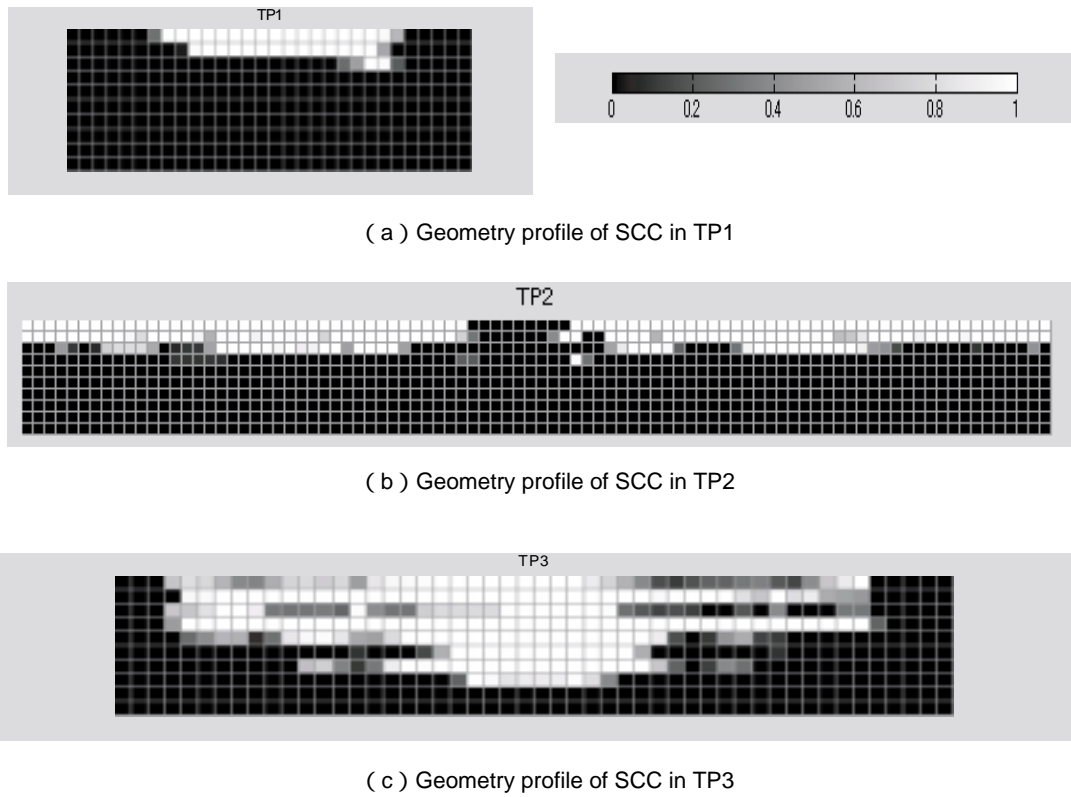 TP1
0 0.2 0.4 0.6 0.8 1
( a ) Geometry profile of SCC in TP1
TP2
( b ) Geometry profile of SCC in TP2
TP3
( c ) Geometry profile of SCC in TP3